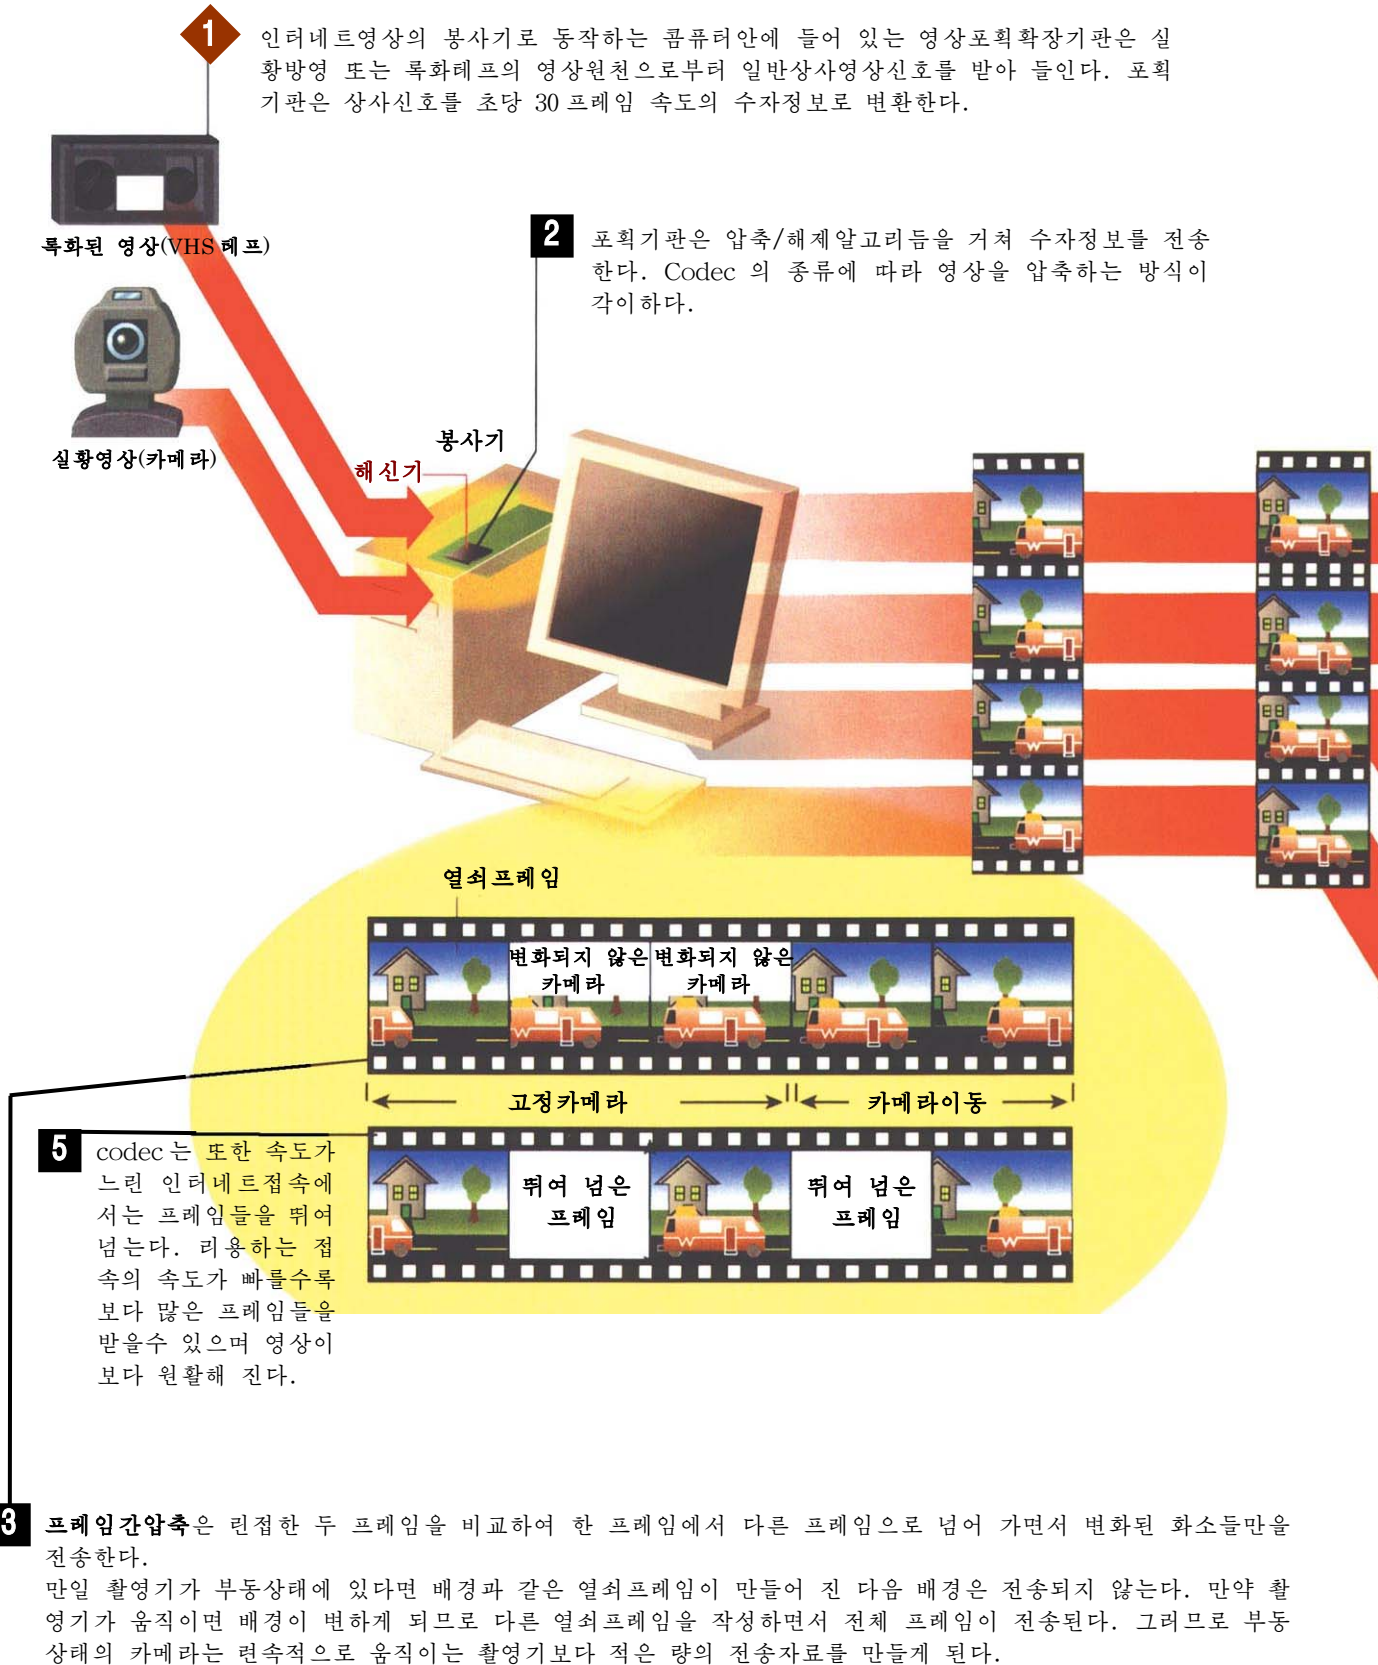 1
인터네트영상의 봉사기로 동작하는 콤퓨터안에 들어 있는 영상포획확장기판은 실
황방영 또는 록화테프의 영상원천으로부터 일반상사영상신호를 받아 들인다. 포획
기판은 상사신호를 초당 30 프레임 속도의 수자정보로 변환한다.
록화된 영상(VHS 테프)
2
포획기판은 압축/해제알고리듬을 거쳐 수자정보를 전송
한다. Codec 의 종류에 따라 영상을 압축하는 방식이
각이하다.
실황영상(카메라)
봉사기
해신기
열쇠프레임
변화되지 않은
카메라
변화되지 않은
카메라
고정카메라
카메라이동
뛰여 넘은
프레임
뛰여 넘은
프레임
5
codec 는 또한 속도가
느린 인터네트접속에
서는 프레임들을 뛰여
넘는다. 리용하는 접
속의 속도가 빠를수록
보다 많은 프레임들을
받을수 있으며 영상이
보다 원활해 진다.
3
프레임간압축은 린접한 두 프레임을 비교하여 한 프레임에서 다른 프레임으로 넘어 가면서 변화된 화소들만을
전송한다.
만일 촬영기가 부동상태에 있다면 배경과 같은 열쇠프레임이 만들어 진 다음 배경은 전송되지 않는다. 만약 촬
영기가 움직이면 배경이 변하게 되므로 다른 열쇠프레임을 작성하면서 전체 프레임이 전송된다. 그러므로 부동
상태의 카메라는 련속적으로 움직이는 촬영기보다 적은 량의 전송자료를 만들게 된다.